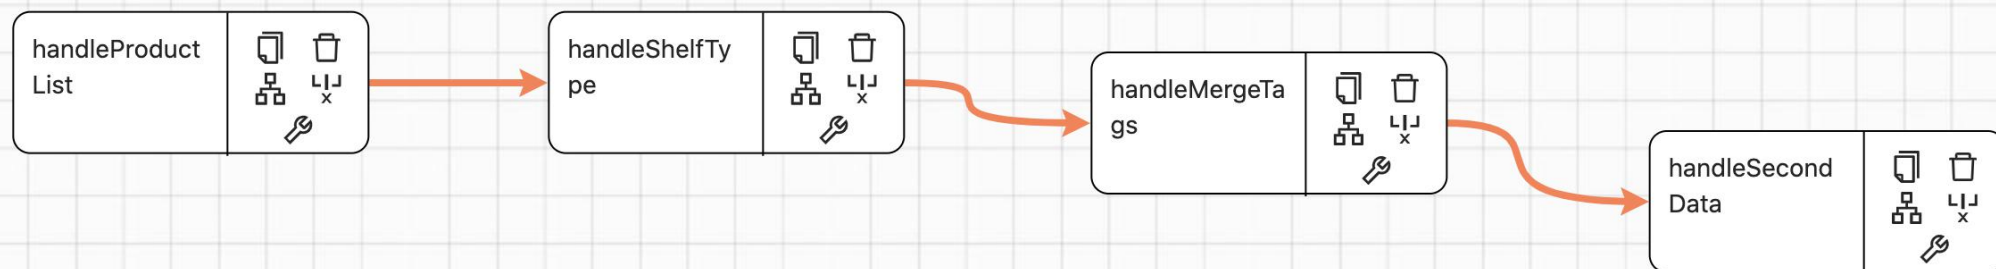 handleProduct
List
handleShelfTy
pe
handleMergeTa
gs
handleSecond
Data